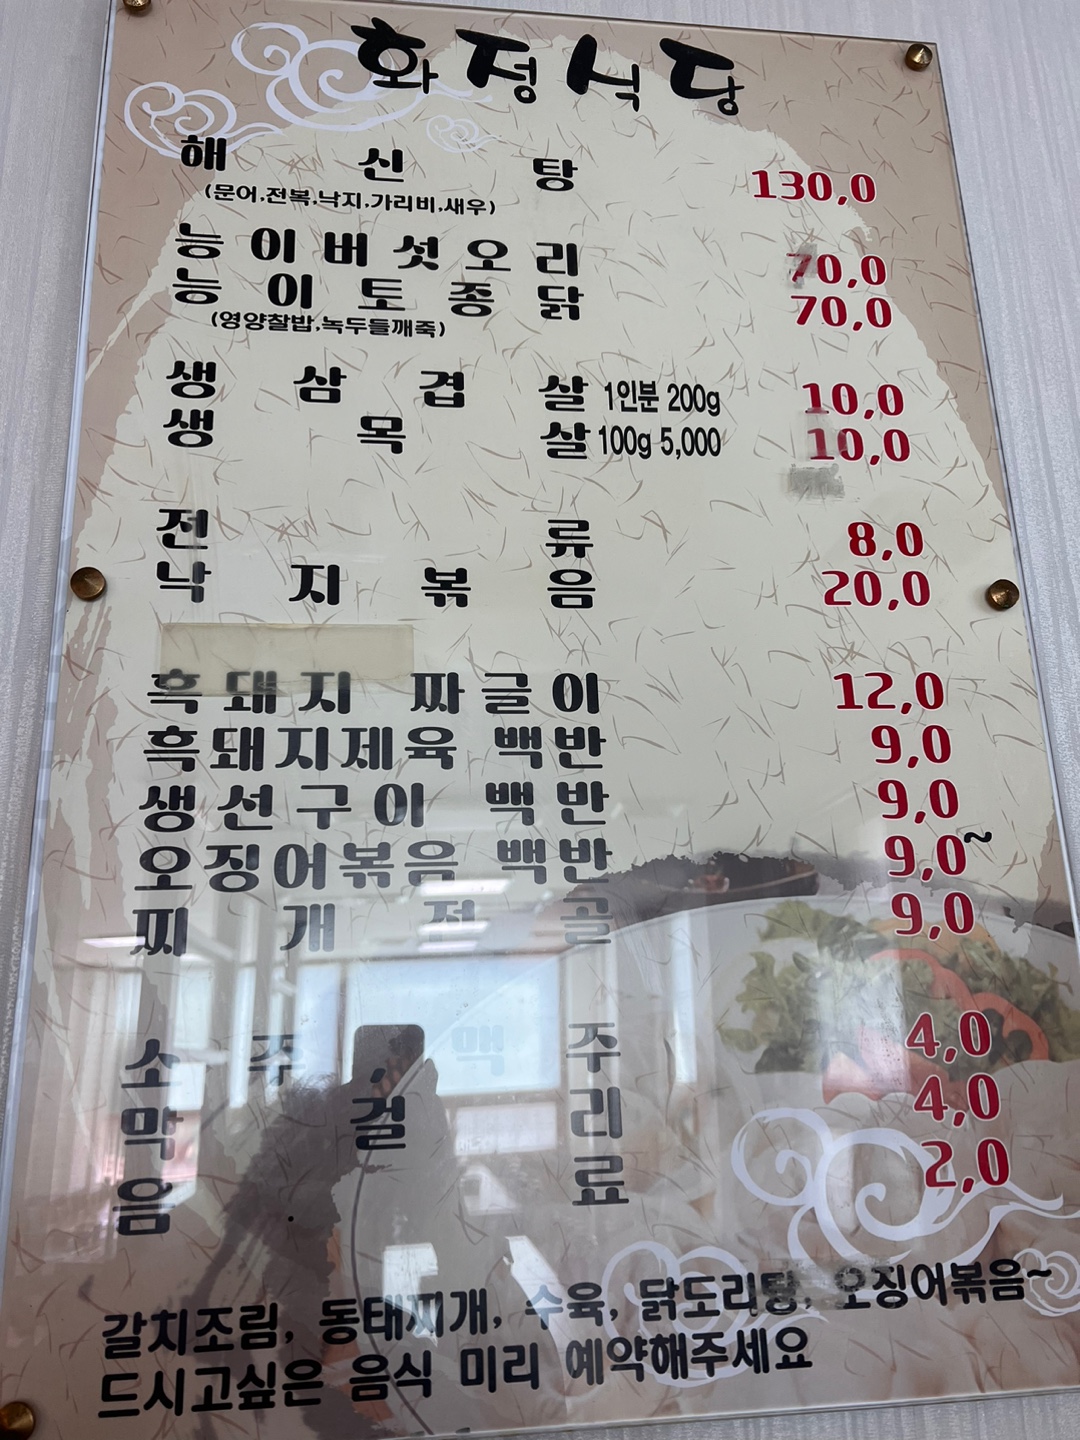 화정식당
해신탕 130,0
(문어.전복.낙지.가리비.새우)
능이버섯오리 70,0
능이토종닭 70,0
(영양찰밥,녹두들깨죽)
생삼겹살 1인분 200g 10,0
생목살 100g 5,000 10,0
전류 8,0
낙지볶음 20,0
흑돼지 짜글이 12,0
흑돼지제육 백반 9,0
생선구이 백반 9,0
오징어볶음 백반 9,0~
찌개전골 9,0
소주,맥주 4,0
막걸리 4,0
음료 2,0
갈치조림, 동태찌개, 수육, 닭도리탕, 오징어볶음~
드시고싶은 음식 미리 예약해주세요